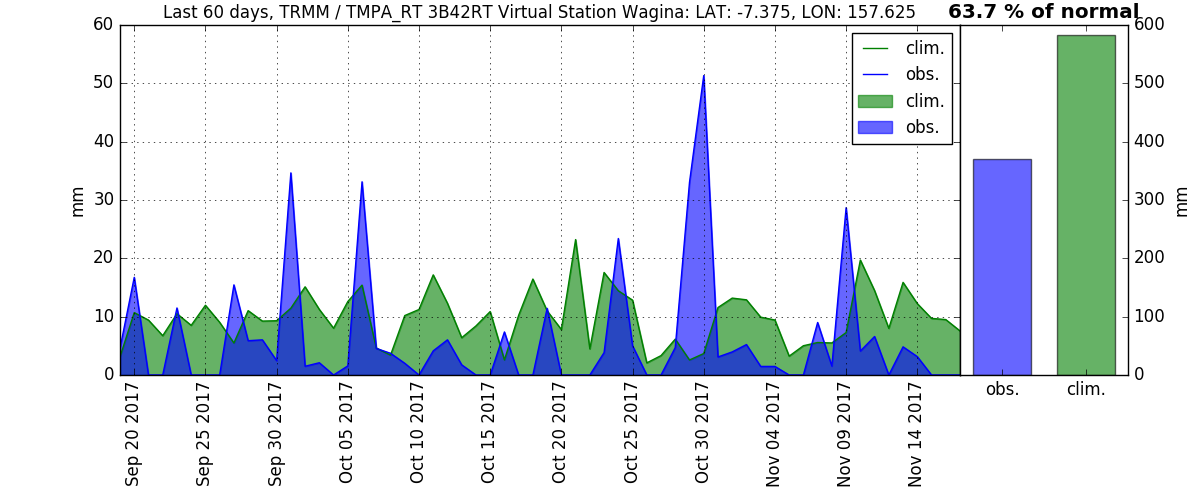 Last 60 days, TRMM / TMPA_RT 3B42RT Virtual Station Wagina: LAT: -7.375, LON: 157.625
63.7 % of normal
60
50
40
30
20
10
0
mm
clim.
obs.
clim.
obs.
Sep 20 2017
Sep 25 2017
Sep 30 2017
Oct 05 2017
Oct 10 2017
Oct 15 2017
Oct 20 2017
Oct 25 2017
Oct 30 2017
Nov 04 2017
Nov 09 2017
Nov 14 2017
600
500
400
300
200
100
0
mm
obs.
clim.